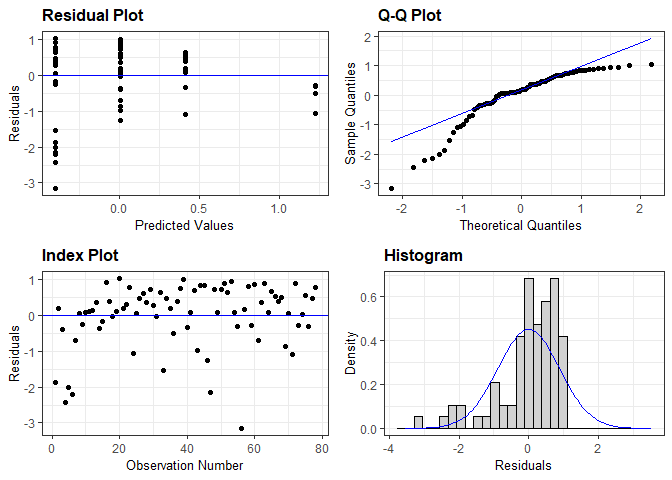 Residual Plot
1
0
-1
-2
-3
Residuals
0.0 0.5 1.0
Predicted Values
Q-Q Plot
2
1
0
-1
-2
-3
Sample Quantiles
-2 -1 0 1 2
Theoretical Quantiles
Index Plot
1
0
-1
-2
-3
Residuals
0 20 40 60 80
Observation Number
Histogram
0.6
0.4
0.2
0.0
Density
-4 -2 0 2
Residuals